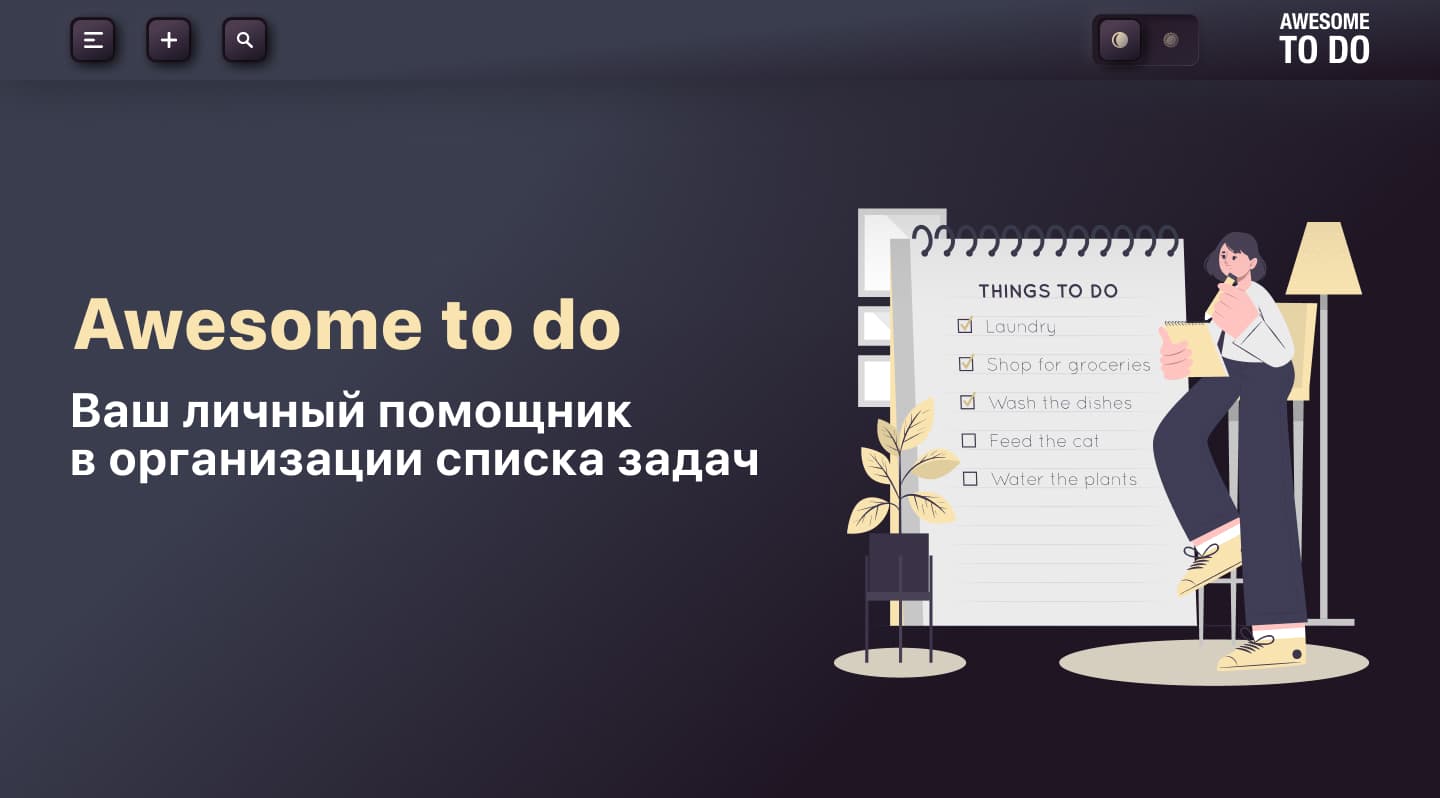 AWESOME
TO DO
Awesome to do
Ваш личный помощник
в организации списка задач
THINGS TO DO
Laundry
Shop for groceries
Wash the dishes
Feed the cat
Water the plants